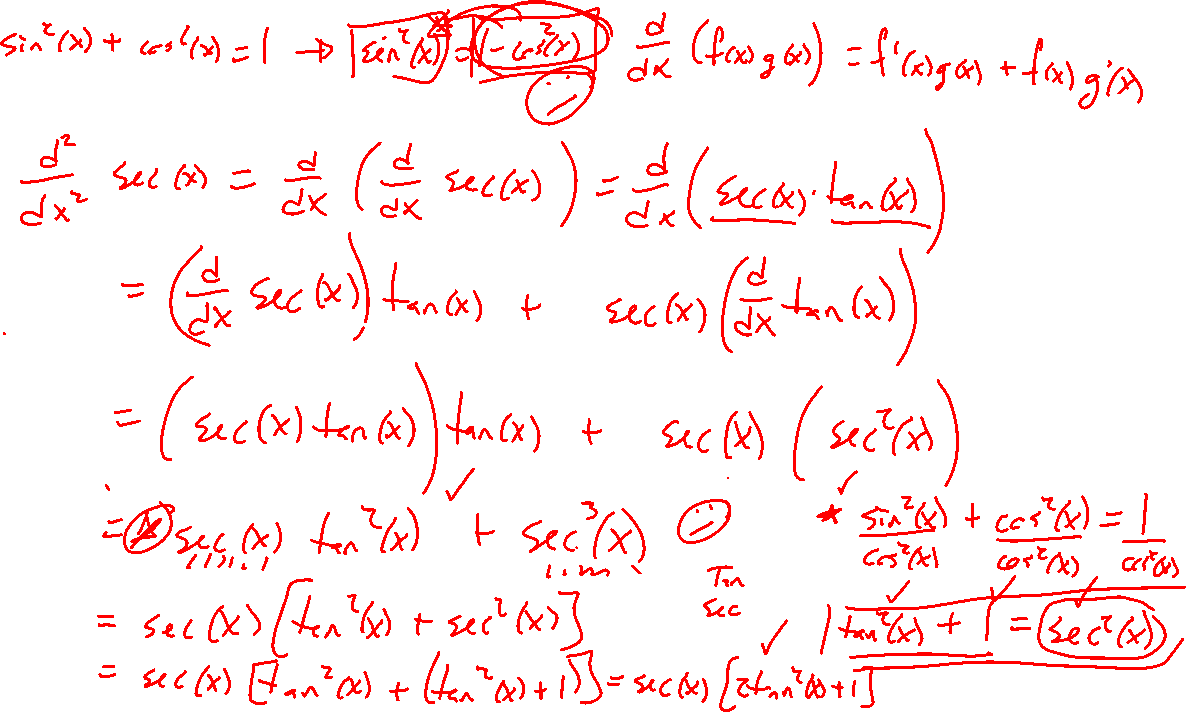 sin²(x) + cos²(x) = 1 → sin²(x) = 1 - cos²(x) d/dx (f(x)g(x)) = f'(x)g(x) + f(x)g'(x)
d²/dx² sec(x) = d/dx (d/dx sec(x)) = d/dx (sec(x)·tan(x))
= (d/dx sec(x)) tan(x) + sec(x) (d/dx tan(x))
= (sec(x) tan(x)) tan(x) + sec(x) (sec²(x))
= sec(x) tan²(x) + sec³(x)
* sin²(x)/cos²(x) + cos²(x)/cos²(x) = 1/cos²(x)
Tan
sec
tan²(x) + 1 = sec²(x)
= sec(x) [tan²(x) + sec²(x)]
= sec(x) [tan²(x) + (tan²(x) + 1)] = sec(x) [2tan²(x) + 1]